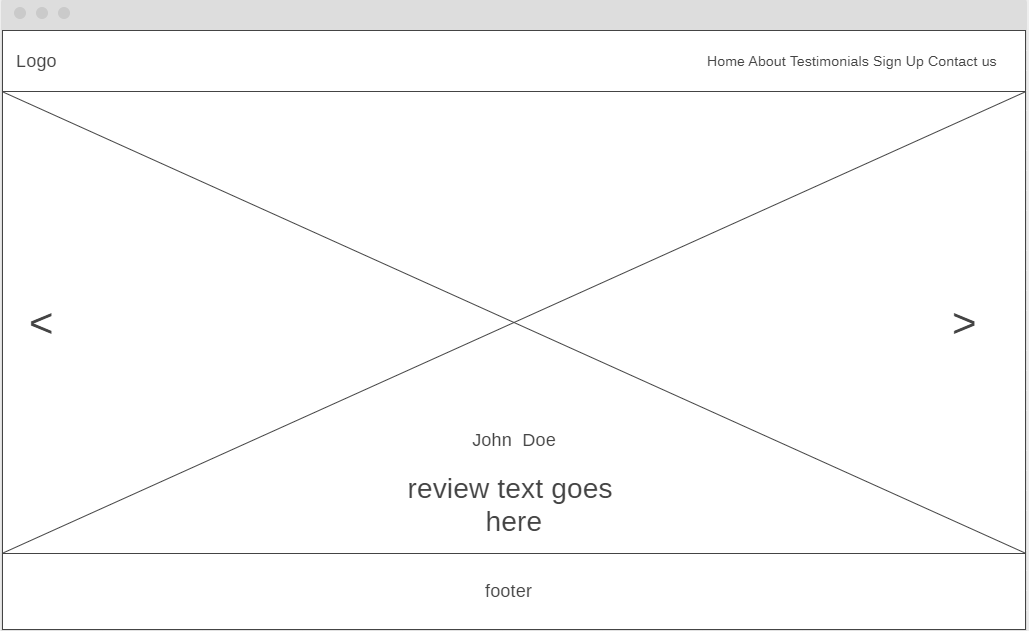 Logo
Home About Testimonials Sign Up Contact us
<
>
John Doe
review text goes
here
footer